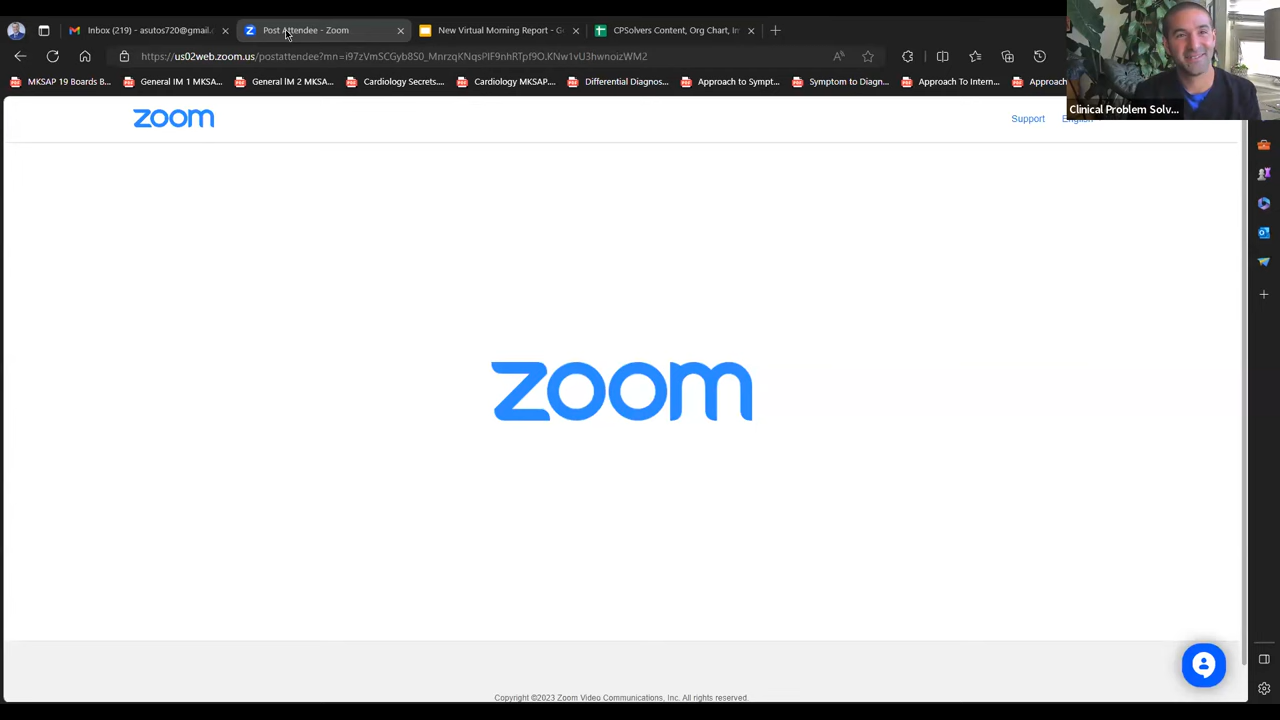 Inbox (219) - asutos720@gmail.
Post Attendee - Zoom
New Virtual Morning Report - G
CPSolvers Content, Org Chart, Im
https://us02web.zoom.us/postattendee?mn=i97zVmSCGyb8S0_MnrzqKNqsPIF9nhRTpf9O.KNw1vU3hwnoizWM2
MKSAP 19 Boards B...
General IM 1 MKSA...
General IM 2 MKSA...
Cardiology Secrets....
Cardiology MKSAP....
Differential Diagnos...
Approach to Sympt...
Symptom to Diagn...
Approach To Intern...
Approach
Clinical Problem Solv...
zoom
Support
English
zoom
Copyright ©2023 Zoom Video Communications, Inc. All rights reserved.